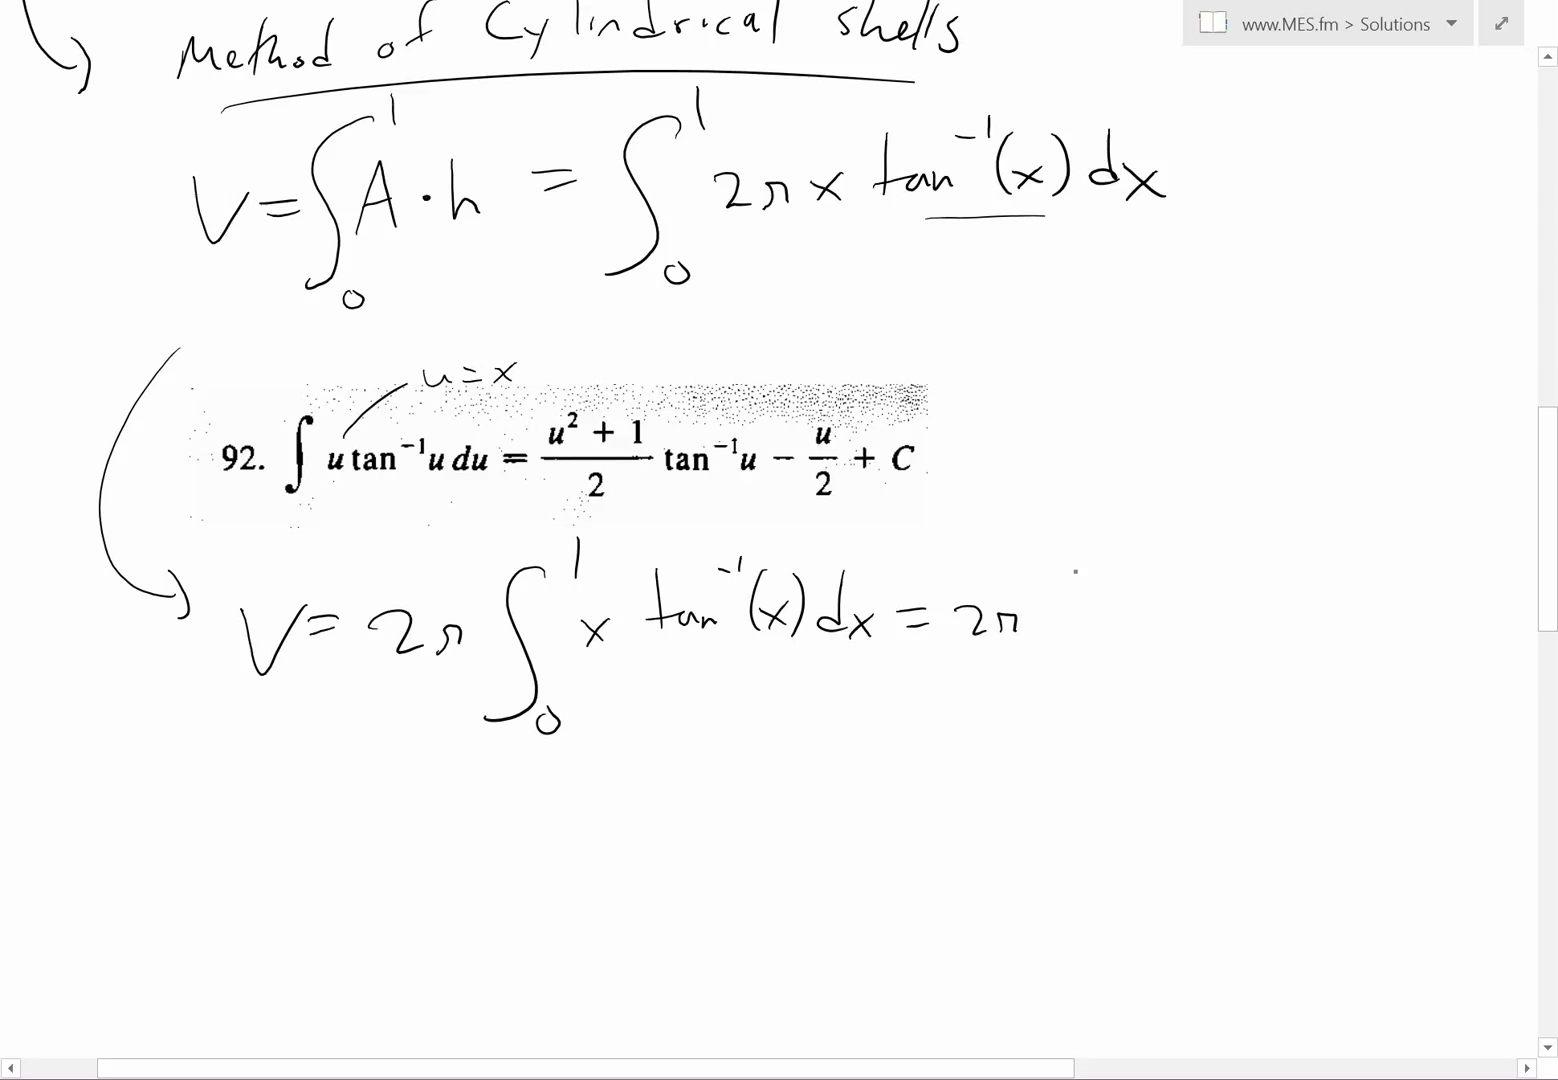 Method of Cylindrical shells
www.MES.fm > Solutions
V = ∫₀¹ A · h = ∫₀¹ 2π x tan⁻¹(x) dx
u = x
92. ∫ u tan⁻¹u du = (u² + 1)/2 tan⁻¹u − u/2 + C
V = 2π ∫₀¹ x tan⁻¹(x) dx = 2π